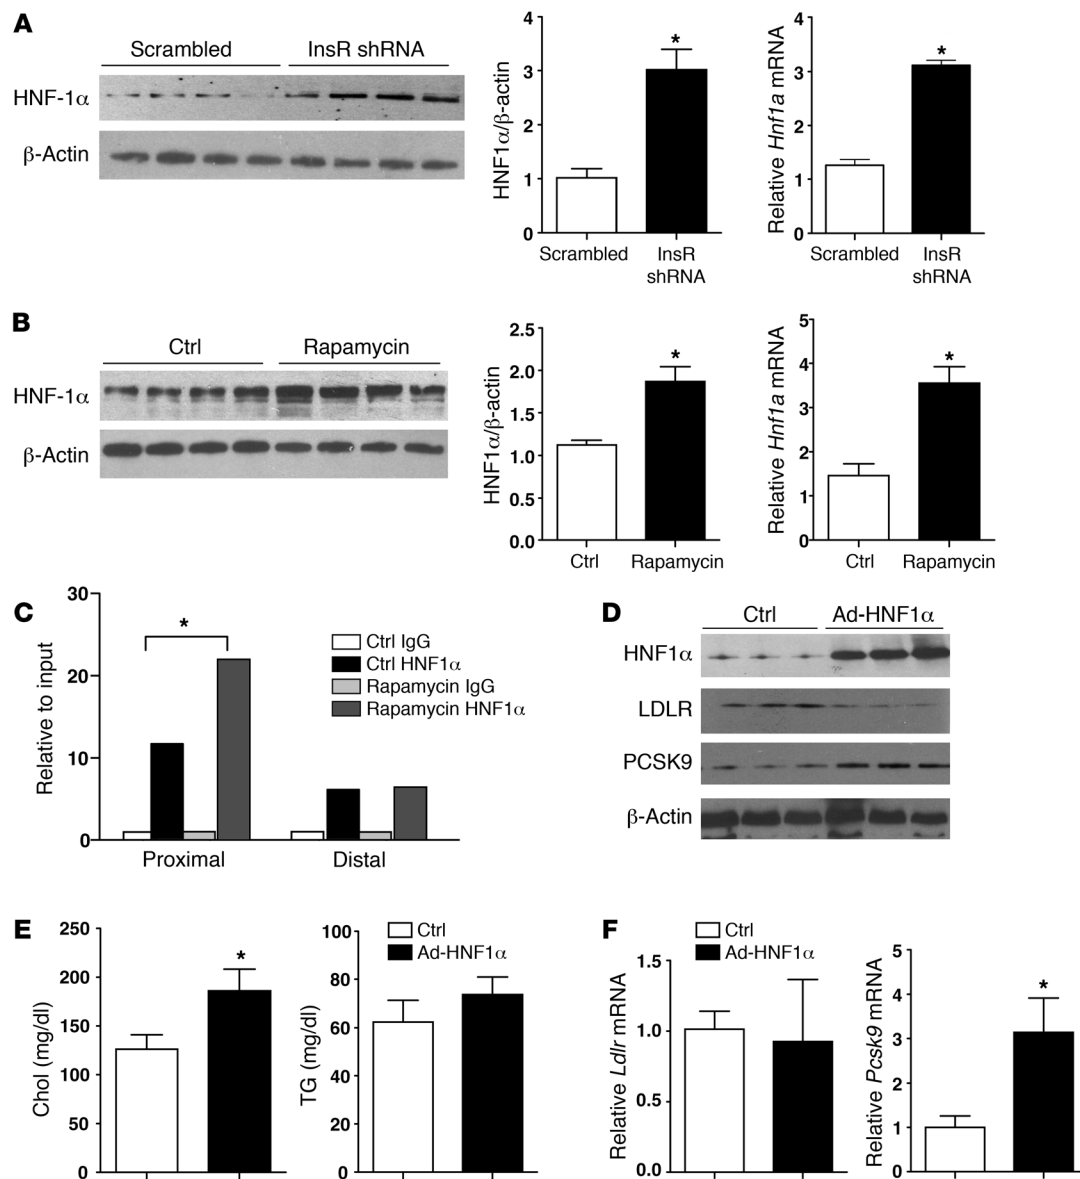 A
Scrambled InsR shRNA
HNF-1α
β-Actin
HNF1α/β-actin
4
3
2
1
0
*
Scrambled InsR
shRNA
Relative Hnf1a mRNA
4
3
2
1
0
*
Scrambled InsR
shRNA
B
Ctrl Rapamycin
HNF-1α
β-Actin
HNF1α/β-actin
2.5
2.0
1.5
1.0
0.5
0.0
*
Ctrl Rapamycin
Relative Hnf1a mRNA
5
4
3
2
1
0
*
Ctrl Rapamycin
C
Relative to input
30
20
10
0
*
Ctrl IgG
Ctrl HNF1α
Rapamycin IgG
Rapamycin HNF1α
Proximal Distal
D
Ctrl Ad-HNF1α
HNF1α
LDLR
PCSK9
β-Actin
E
Chol (mg/dl)
250
200
150
100
50
0
*
TG (mg/dl)
100
80
60
40
20
0
Ctrl
Ad-HNF1α
F
Relative Ldlr mRNA
1.5
1.0
0.5
0.0
Ctrl
Ad-HNF1α
Relative Pcsk9 mRNA
5
4
3
2
1
0
*